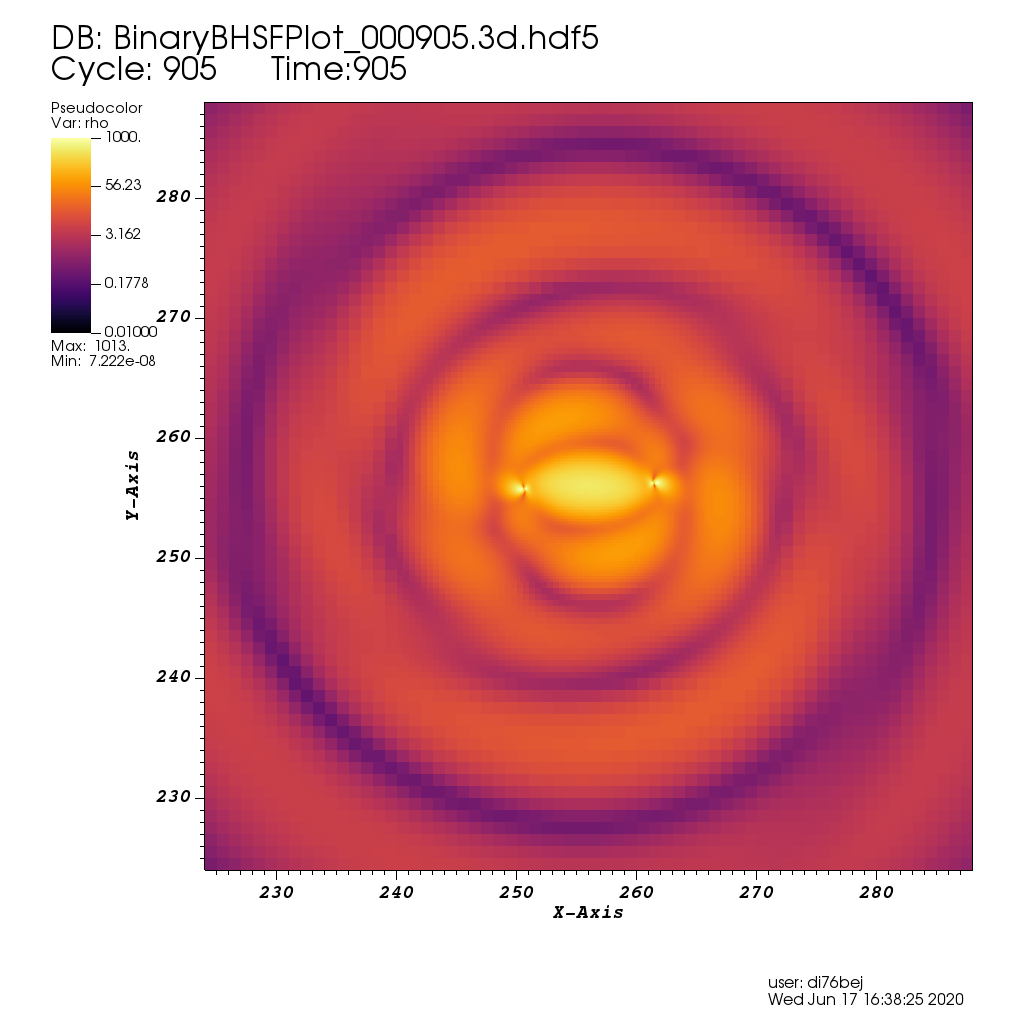 DB: BinaryBHSFPlot_000905.3d.hdf5
Cycle: 905 Time:905
Pseudocolor
Var: rho
1000.
56.23
3.162
0.1778
0.01000
Max: 1013.
Min: 7.222e-08
280
270
260
250
240
230
Y-Axis
230 240 250 260 270 280
X-Axis
user: di76bej
Wed Jun 17 16:38:25 2020